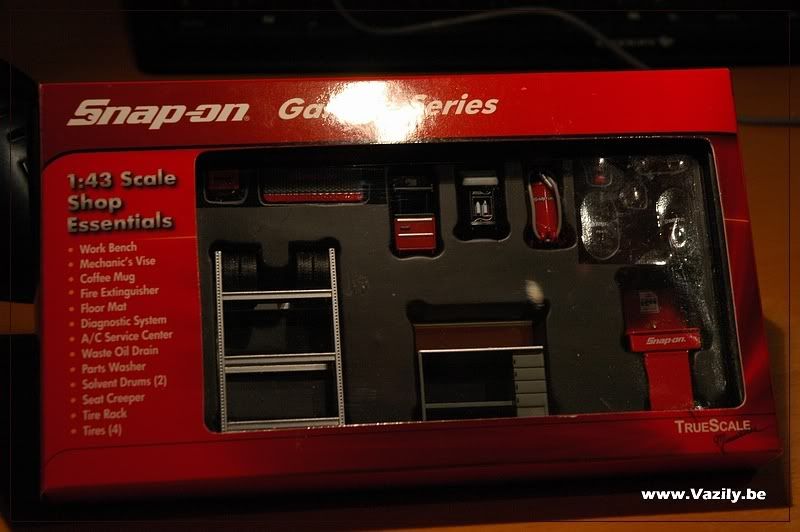 Snap-on® Series
1:43 Scale
Shop
Essentials
• Work Bench
• Mechanic's Vise
• Coffee Mug
• Fire Extinguisher
• Floor Mat
• Diagnostic System
• A/C Service Center
• Waste Oil Drain
• Parts Washer
• Solvent Drums (2)
• Seat Creeper
• Tire Rack
• Tires (4)
Snap-on
TRUESCALE
www.Vazily.be